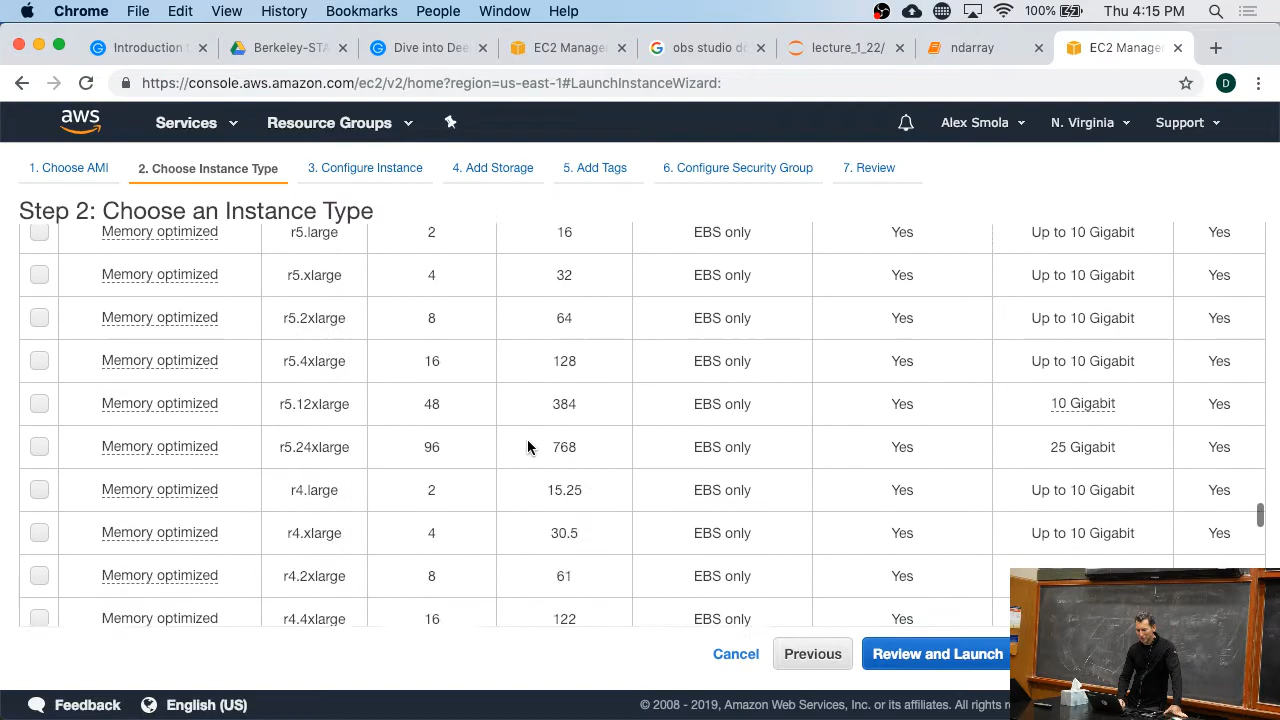 Chrome File Edit View History Bookmarks People Window Help 100% Thu 4:15 PM
Introduction t
Berkeley-STA
Dive into Dee
EC2 Manage
obs studio do
lecture_1_22/
ndarray
EC2 Manage
https://console.aws.amazon.com/ec2/v2/home?region=us-east-1#LaunchInstanceWizard:
D
aws Services Resource Groups Alex Smola N. Virginia Support
1. Choose AMI 2. Choose Instance Type 3. Configure Instance 4. Add Storage 5. Add Tags 6. Configure Security Group 7. Review
Step 2: Choose an Instance Type
Memory optimized r5.large 2 16 EBS only Yes Up to 10 Gigabit Yes
Memory optimized r5.xlarge 4 32 EBS only Yes Up to 10 Gigabit Yes
Memory optimized r5.2xlarge 8 64 EBS only Yes Up to 10 Gigabit Yes
Memory optimized r5.4xlarge 16 128 EBS only Yes Up to 10 Gigabit Yes
Memory optimized r5.12xlarge 48 384 EBS only Yes 10 Gigabit Yes
Memory optimized r5.24xlarge 96 768 EBS only Yes 25 Gigabit Yes
Memory optimized r4.large 2 15.25 EBS only Yes Up to 10 Gigabit Yes
Memory optimized r4.xlarge 4 30.5 EBS only Yes Up to 10 Gigabit Yes
Memory optimized r4.2xlarge 8 61 EBS only Yes
Memory optimized r4.4xlarge 16 122 EBS only Yes
Cancel Previous Review and Launch
Feedback English (US) © 2008 - 2019, Amazon Web Services, Inc. or its affiliates. All rights